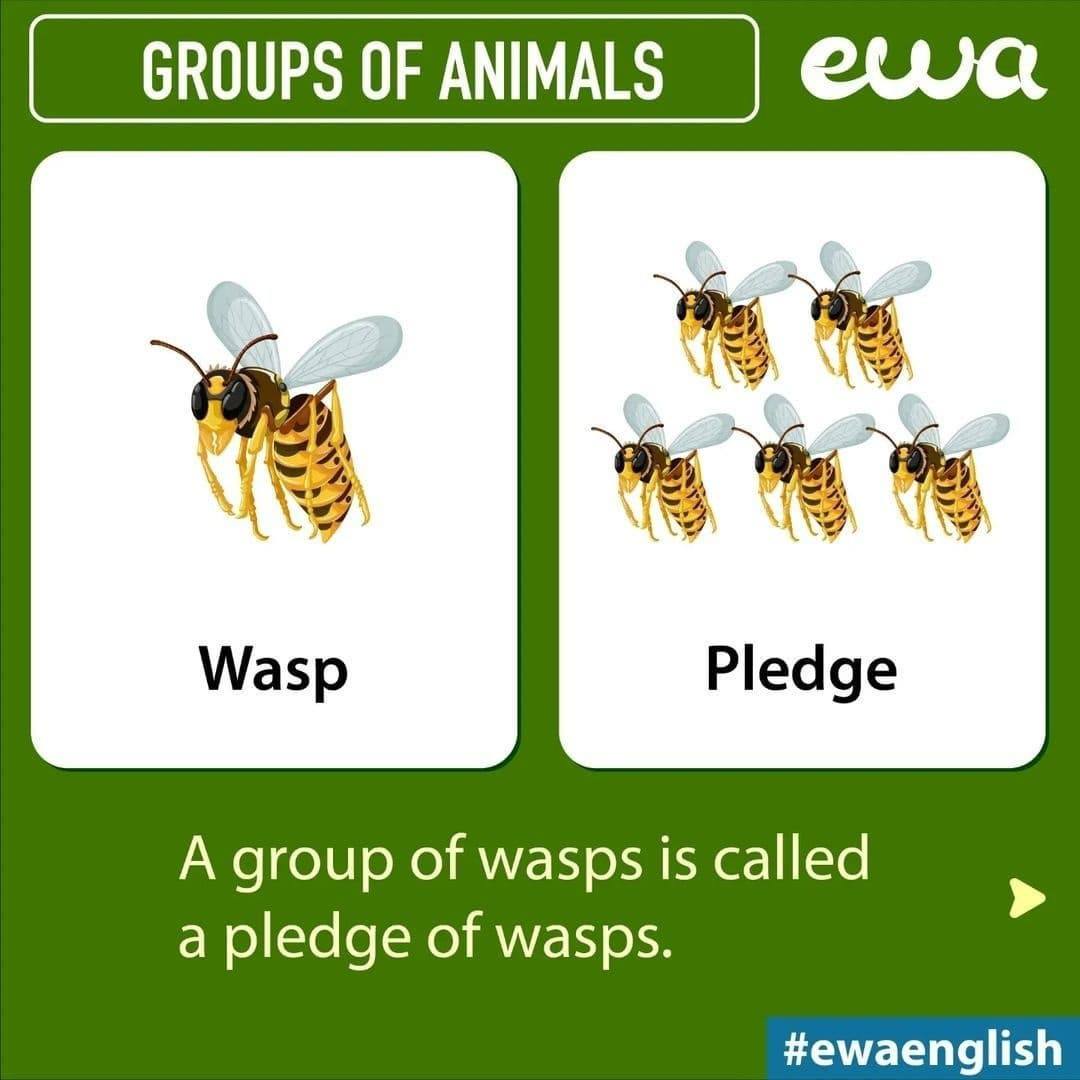 GROUPS OF ANIMALS
ewa
Wasp
Pledge
A group of wasps is called
a pledge of wasps.
#ewaenglish